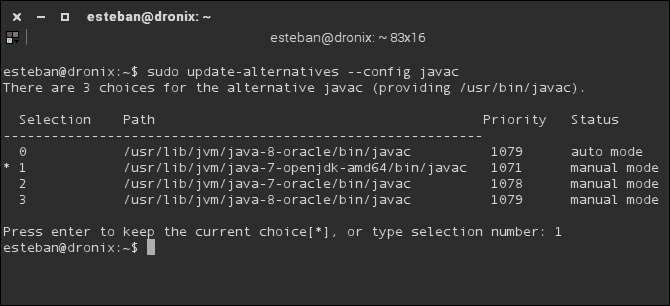 esteban@dronix: ~
esteban@dronix: ~ 83x16
esteban@dronix:~$ sudo update-alternatives --config javac
There are 3 choices for the alternative javac (providing /usr/bin/javac).
Selection    Path                                          Priority   Status
------------------------------------------------------------
0            /usr/lib/jvm/java-8-oracle/bin/javac           1079      auto mode
* 1            /usr/lib/jvm/java-7-openjdk-amd64/bin/javac    1071      manual mode
2            /usr/lib/jvm/java-7-oracle/bin/javac           1078      manual mode
3            /usr/lib/jvm/java-8-oracle/bin/javac           1079      manual mode
Press enter to keep the current choice[*], or type selection number: 1
esteban@dronix:~$